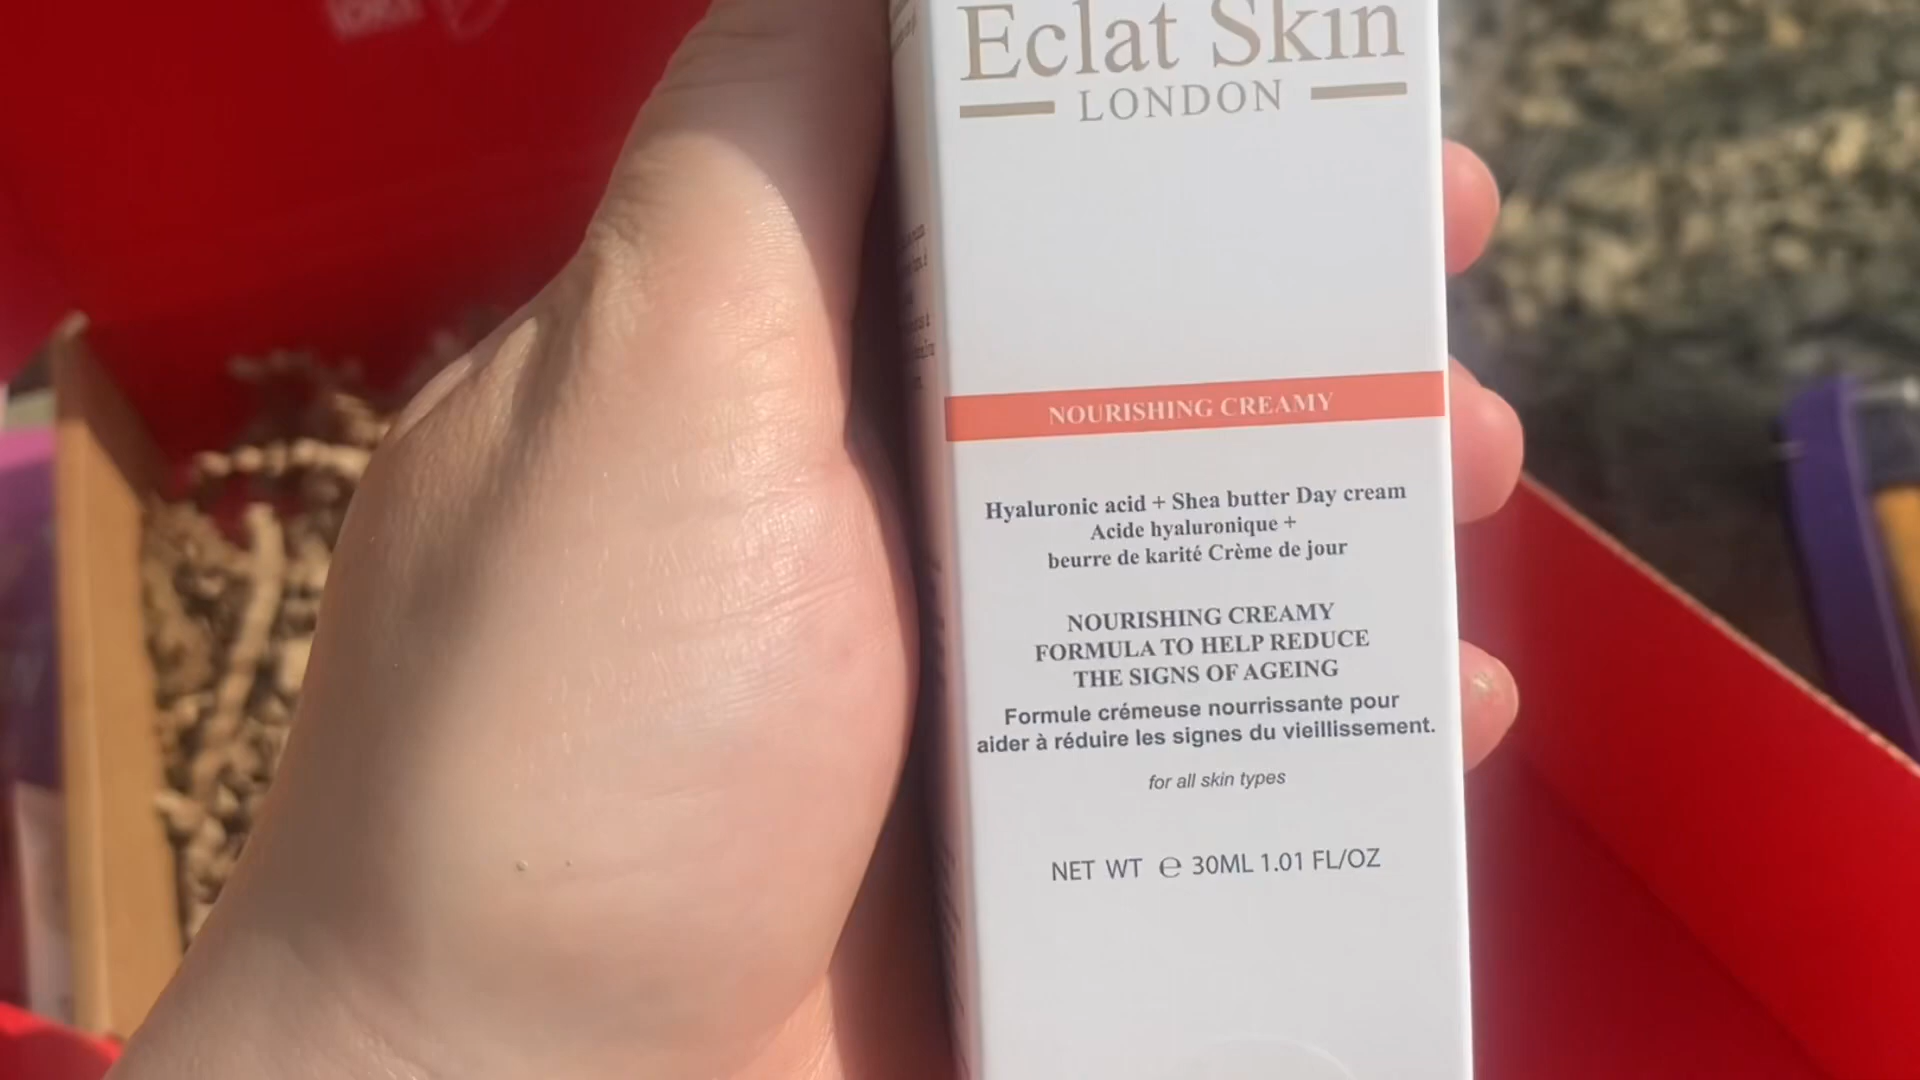 Eclat Skin
LONDON
NOURISHING CREAMY
Hyaluronic acid + Shea butter Day cream
Acide hyaluronique +
beurre de karité Crème de jour
NOURISHING CREAMY
FORMULA TO HELP REDUCE
THE SIGNS OF AGEING
Formule crémeuse nourrissante pour
aider à réduire les signes du vieillissement.
for all skin types
NET WT ℮ 30ML 1.01 FL/OZ